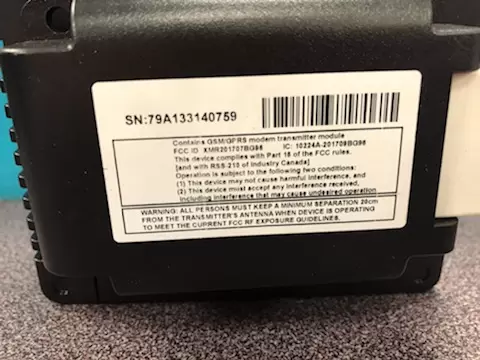 SN:79A133140759
Contains GSM/GPRS modem transmitter module
FCC ID XMR201707BG96 IC: 10224A-201709BG96
This device complies with Part 15 of the FCC rules.
[and with RSS-210 of Industry Canada]
Operation is subject to the following two conditions:
(1) This device may not cause harmful interference, and
(2) This device must accept any interference received,
including interference that may cause undesired operation
WARNING: ALL PERSONS MUST KEEP A MINIMUM SEPARATION 20cm
FROM THE TRANSMITTER'S ANTENNA WHEN DEVICE IS OPERATING
TO MEET THE CURRENT FCC RF EXPOSURE GUIDELINES.